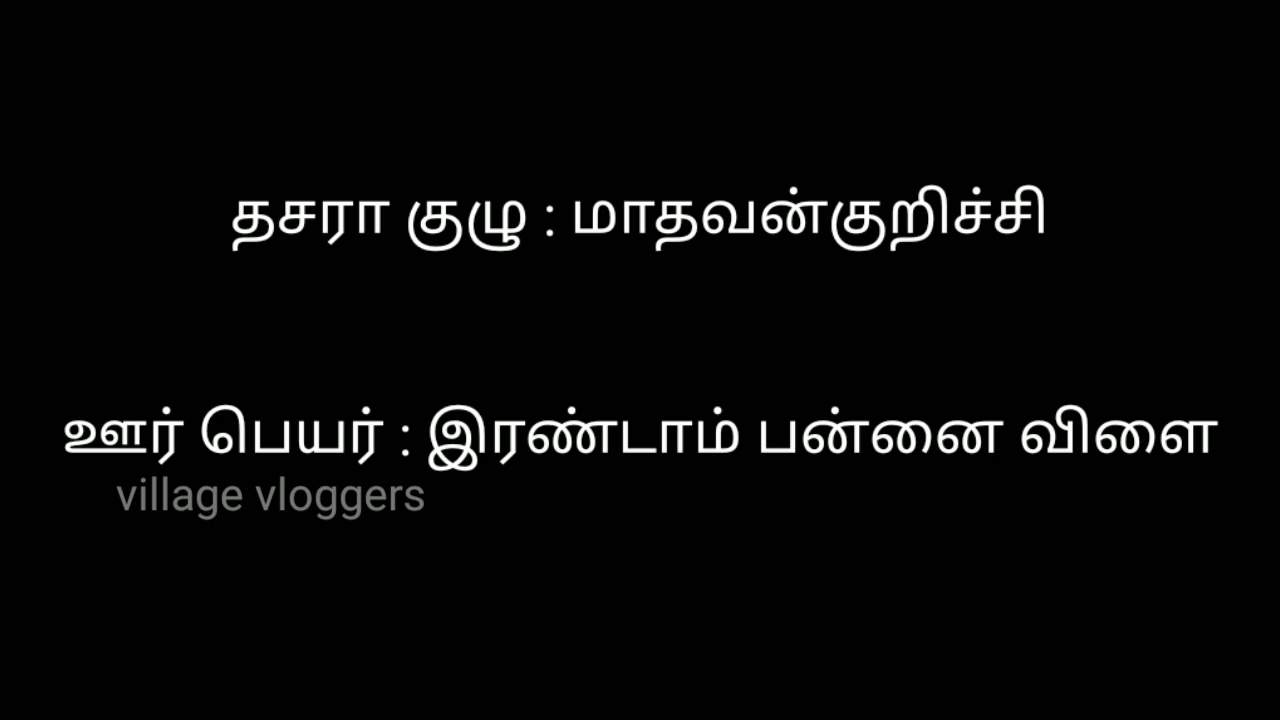 தசரா குழு : மாதவன்குறிச்சி
ஊர் பெயர் : இரண்டாம் பன்னை விளை
village vloggers